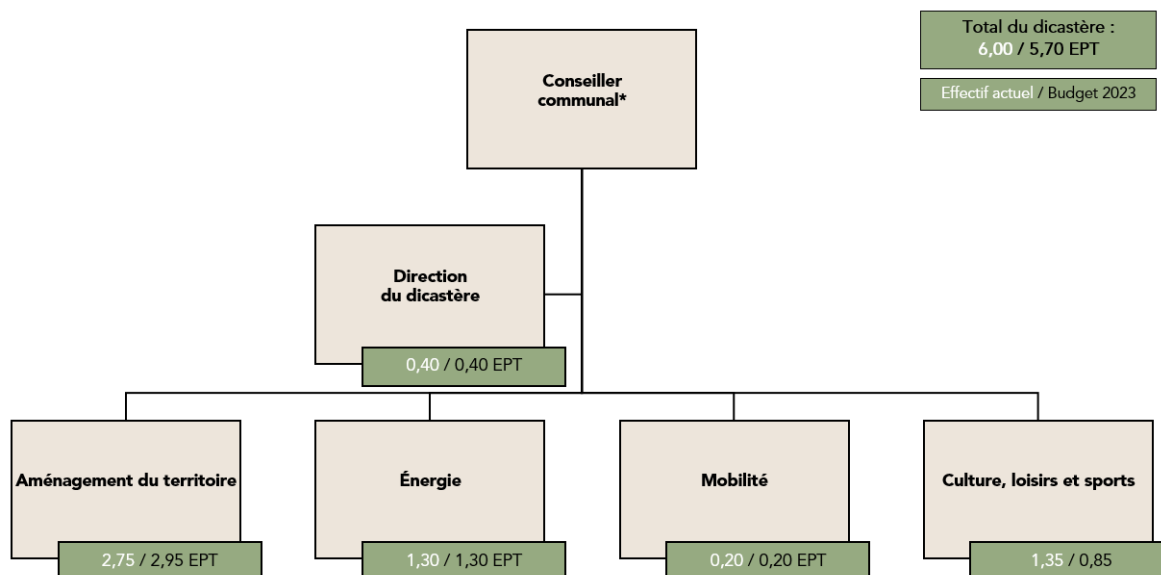 Total du dicastère :
6,00 / 5,70 EPT
Effectif actuel / Budget 2023
Conseiller
communal*
Direction
du dicastère
0,40 / 0,40 EPT
Aménagement du territoire
2,75 / 2,95 EPT
Énergie
1,30 / 1,30 EPT
Mobilité
0,20 / 0,20 EPT
Culture, loisirs et sports
1,35 / 0,85